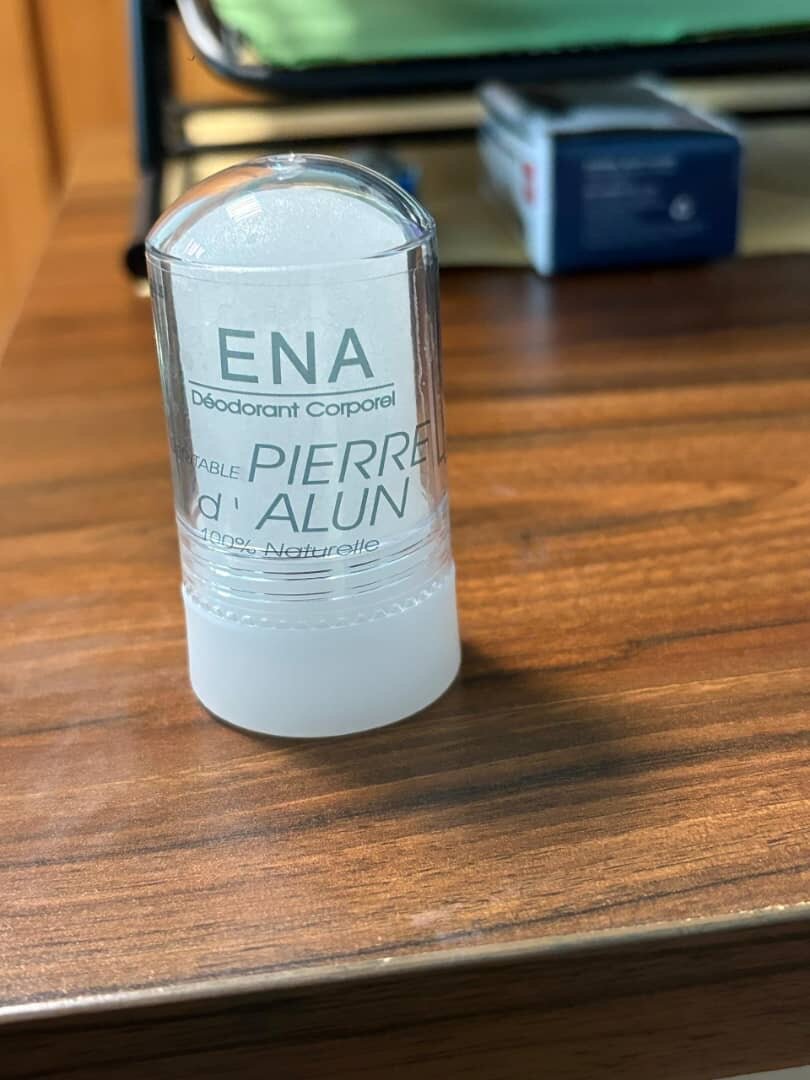 ENA
Déodorant Corporel
PIERRE
d' ALUN
100% Naturelle